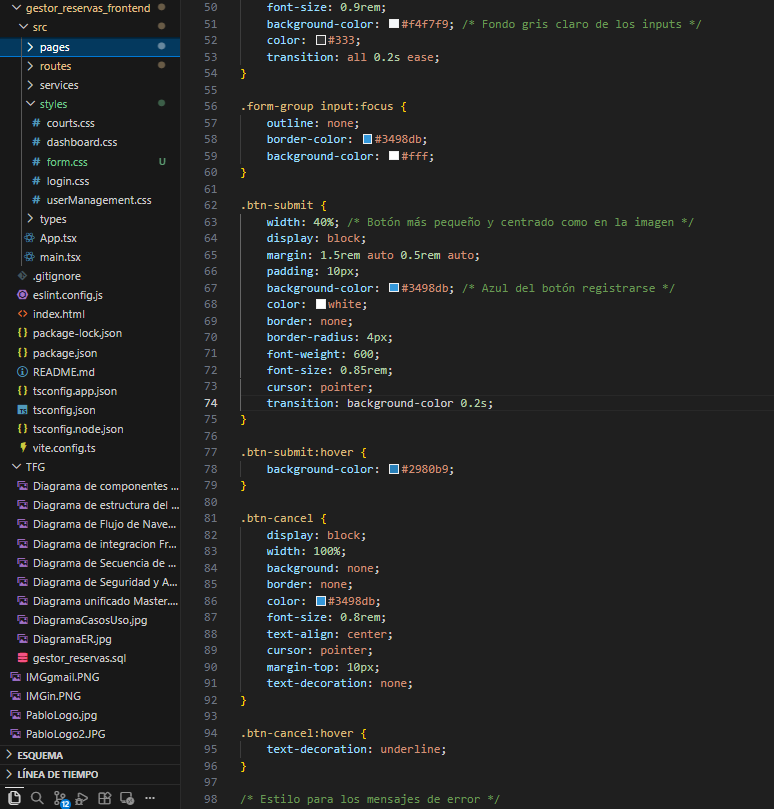 gestor_reservas_frontend
src
pages
routes
services
styles
# courts.css
# dashboard.css
# form.css U
# login.css
# userManagement.css
types
App.tsx
main.tsx
.gitignore
eslint.config.js
<> index.html
{} package-lock.json
{} package.json
README.md
{} tsconfig.app.json
TS tsconfig.json
{} tsconfig.node.json
vite.config.ts
TFG
Diagrama de componentes ...
Diagrama de estructura del ...
Diagrama de Flujo de Nave...
Diagrama de integracion Fr...
Diagrama de Secuencia de ...
Diagrama de Seguridad y A...
Diagrama unificado Master....
DiagramaCasosUso.jpg
DiagramaER.jpg
gestor_reservas.sql
IMGgmail.PNG
IMGin.PNG
PabloLogo.jpg
PabloLogo2.JPG
ESQUEMA
LÍNEA DE TIEMPO
12
50 font-size: 0.9rem;
51 background-color: #f4f7f9; /* Fondo gris claro de los inputs */
52 color: #333;
53 transition: all 0.2s ease;
54 }
55
56 .form-group input:focus {
57 outline: none;
58 border-color: #3498db;
59 background-color: #fff;
60 }
61
62 .btn-submit {
63 width: 40%; /* Botón más pequeño y centrado como en la imagen */
64 display: block;
65 margin: 1.5rem auto 0.5rem auto;
66 padding: 10px;
67 background-color: #3498db; /* Azul del botón registrarse */
68 color: white;
69 border: none;
70 border-radius: 4px;
71 font-weight: 600;
72 font-size: 0.85rem;
73 cursor: pointer;
74 transition: background-color 0.2s;
75 }
76
77 .btn-submit:hover {
78 background-color: #2980b9;
79 }
80
81 .btn-cancel {
82 display: block;
83 width: 100%;
84 background: none;
85 border: none;
86 color: #3498db;
87 font-size: 0.8rem;
88 text-align: center;
89 cursor: pointer;
90 margin-top: 10px;
91 text-decoration: none;
92 }
93
94 .btn-cancel:hover {
95 text-decoration: underline;
96 }
97
98 /* Estilo para los mensajes de error */